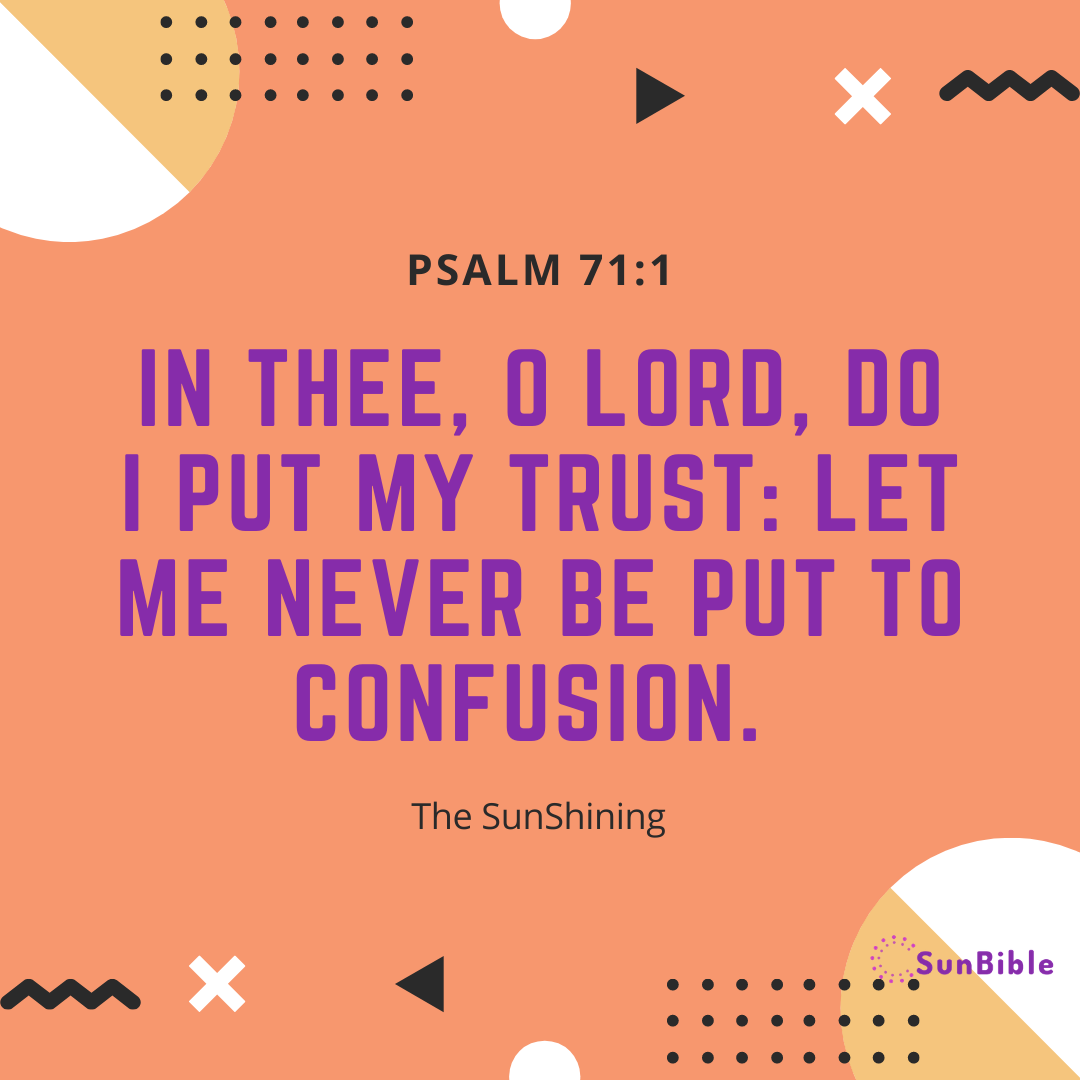 PSALM 71:1
IN THEE, O LORD, DO
I PUT MY TRUST: LET
ME NEVER BE PUT TO
CONFUSION.
The SunShining
SunBible